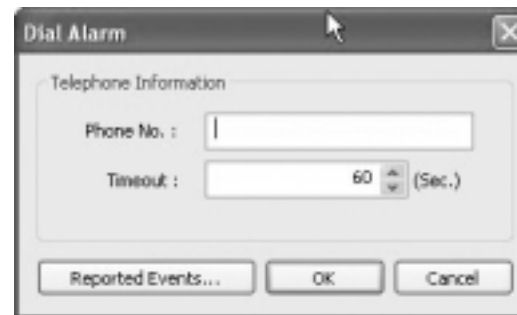 Dial Alarm
Telephone Information
Phone No. :
Timeout : 60 (Sec.)
Reported Events... OK Cancel